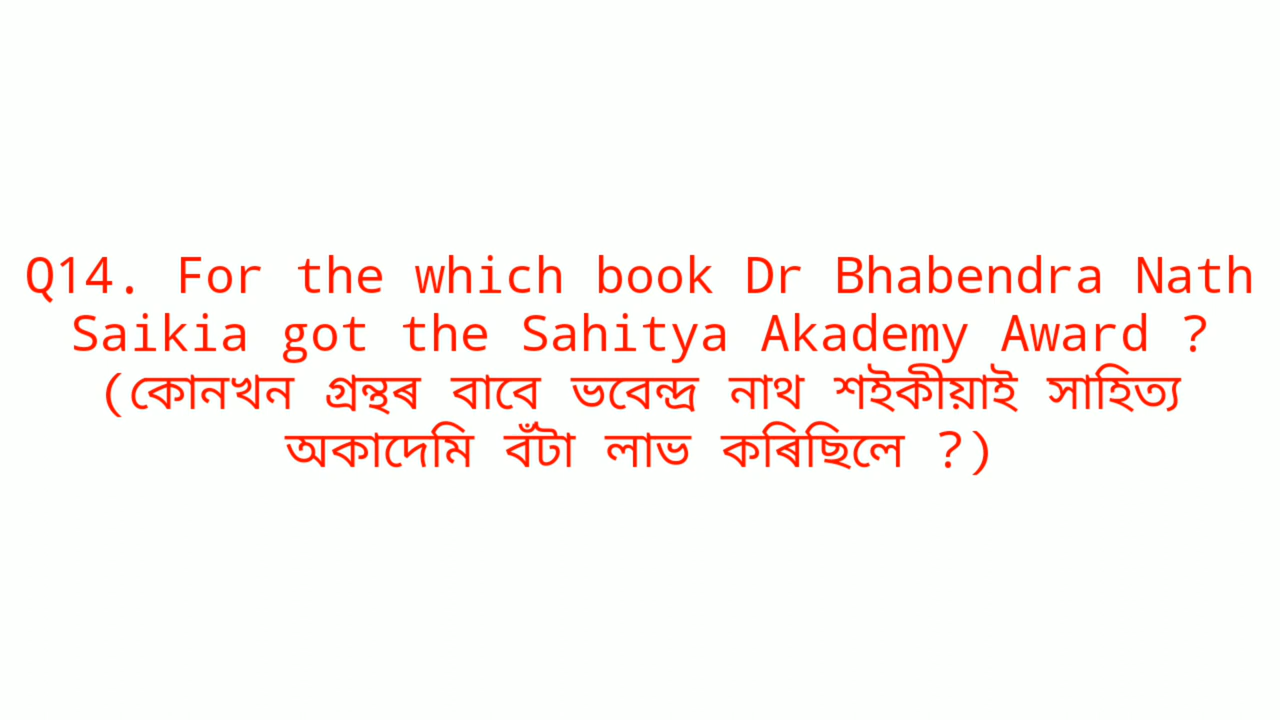 Q14. For the which book Dr Bhabendra Nath
Saikia got the Sahitya Akademy Award ?
(কোনখন গ্ৰন্থৰ বাবে ভবেন্দ্ৰ নাথ শইকীয়াই সাহিত্য
অকাদেমি বঁটা লাভ কৰিছিলে ?)